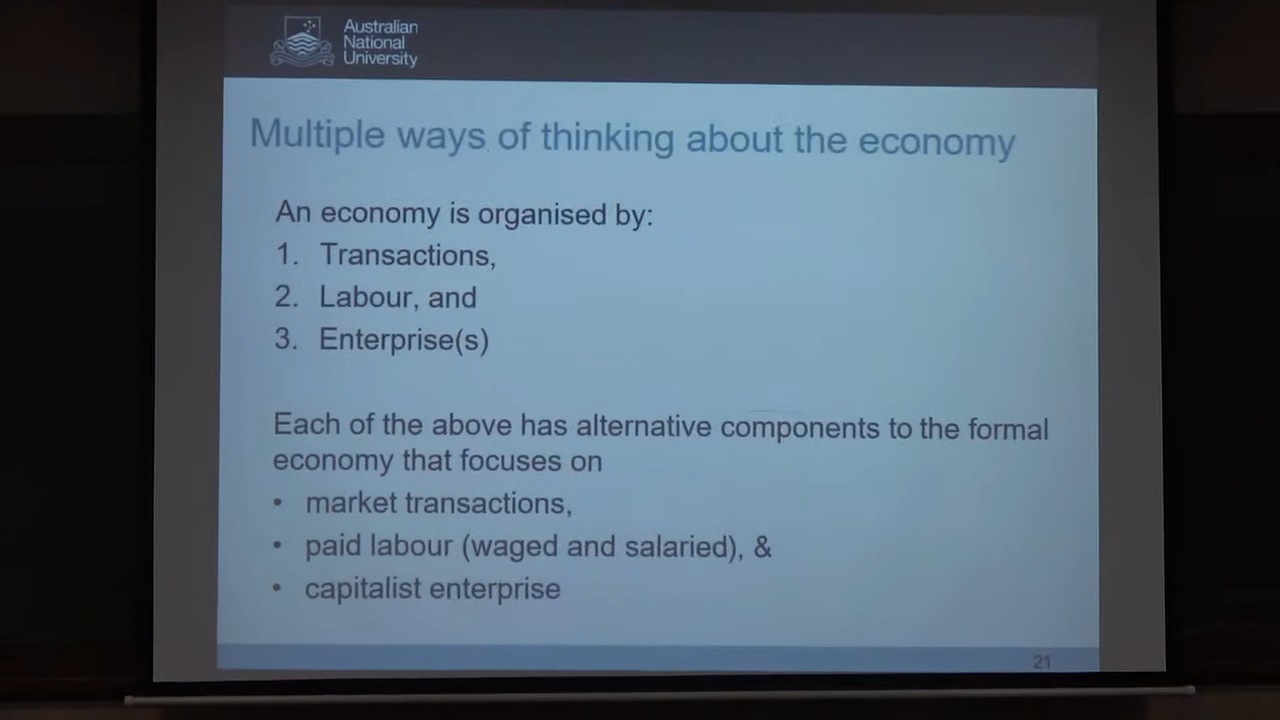 Australian
National
University
Multiple ways of thinking about the economy
An economy is organised by:
1. Transactions,
2. Labour, and
3. Enterprise(s)
Each of the above has alternative components to the formal
economy that focuses on
• market transactions,
• paid labour (waged and salaried), &
• capitalist enterprise
21